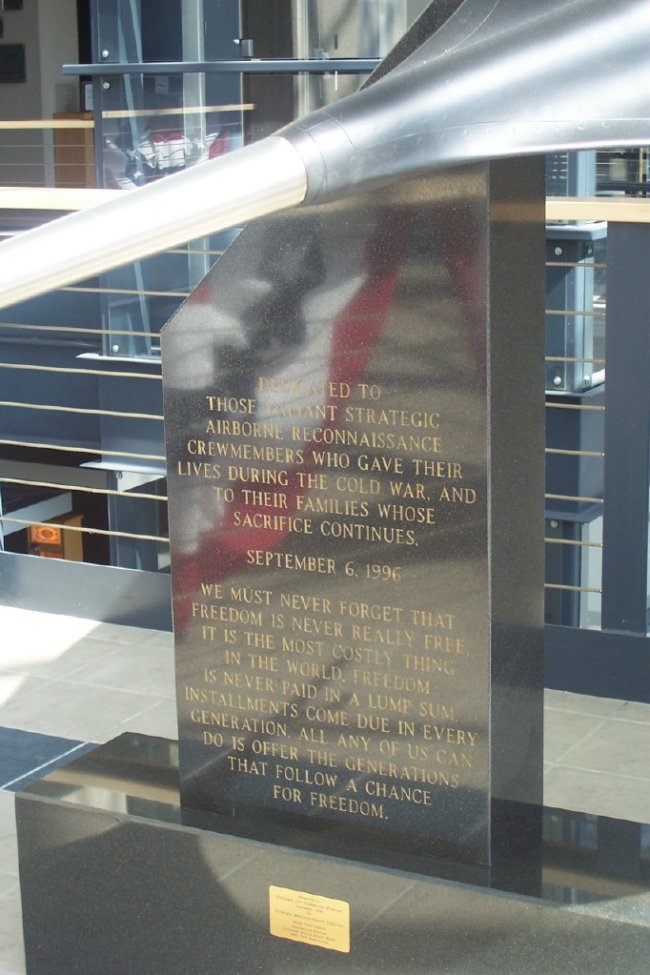 DEDICATED TO
THOSE VALIANT STRATEGIC
AIRBORNE RECONNAISSANCE
CREWMEMBERS WHO GAVE THEIR
LIVES DURING THE COLD WAR, AND
TO THEIR FAMILIES WHOSE
SACRIFICE CONTINUES.
SEPTEMBER 6, 1996
WE MUST NEVER FORGET THAT
FREEDOM IS NEVER REALLY FREE.
IT IS THE MOST COSTLY THING
IN THE WORLD. FREEDOM
IS NEVER PAID IN A LUMP SUM.
INSTALLMENTS COME DUE IN EVERY
GENERATION. ALL ANY OF US CAN
DO IS OFFER THE GENERATIONS
THAT FOLLOW A CHANCE
FOR FREEDOM.